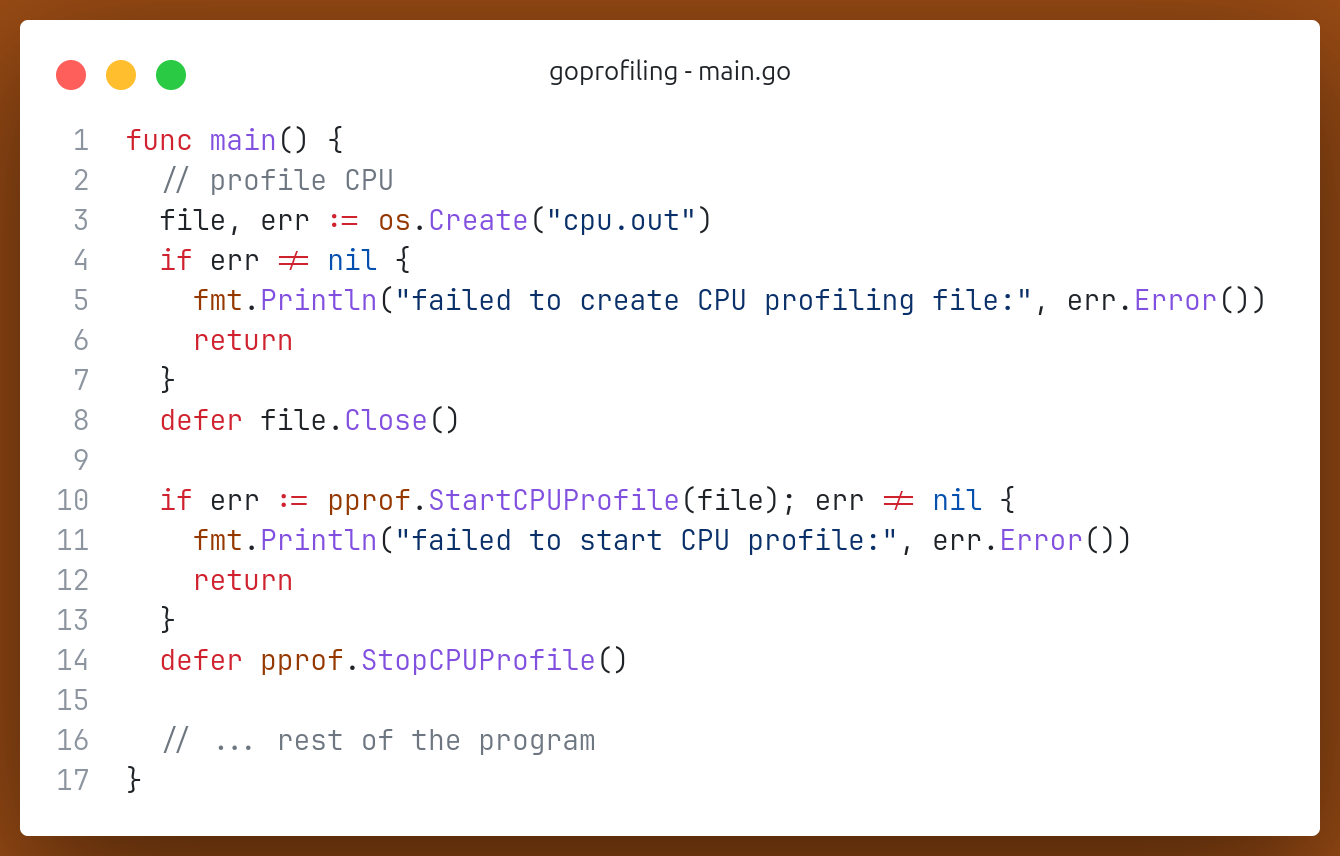 goprofiling - main.go
1 func main() {
2   // profile CPU
3   file, err := os.Create("cpu.out")
4   if err != nil {
5     fmt.Println("failed to create CPU profiling file:", err.Error())
6     return
7   }
8   defer file.Close()
9
10   if err := pprof.StartCPUProfile(file); err != nil {
11     fmt.Println("failed to start CPU profile:", err.Error())
12     return
13   }
14   defer pprof.StopCPUProfile()
15
16   // ... rest of the program
17 }